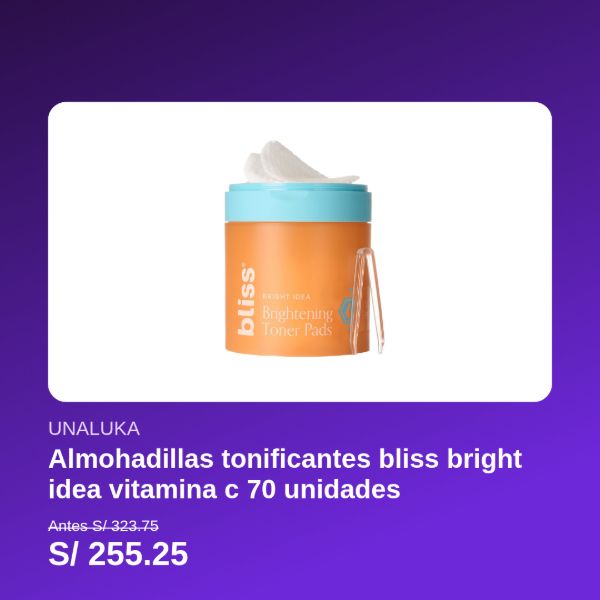 bliss
BRIGHT IDEA
Brightening
Toner Pads
UNALUKA
Almohadillas tonificantes bliss bright
idea vitamina c 70 unidades
Antes S/ 323.75
S/ 255.25